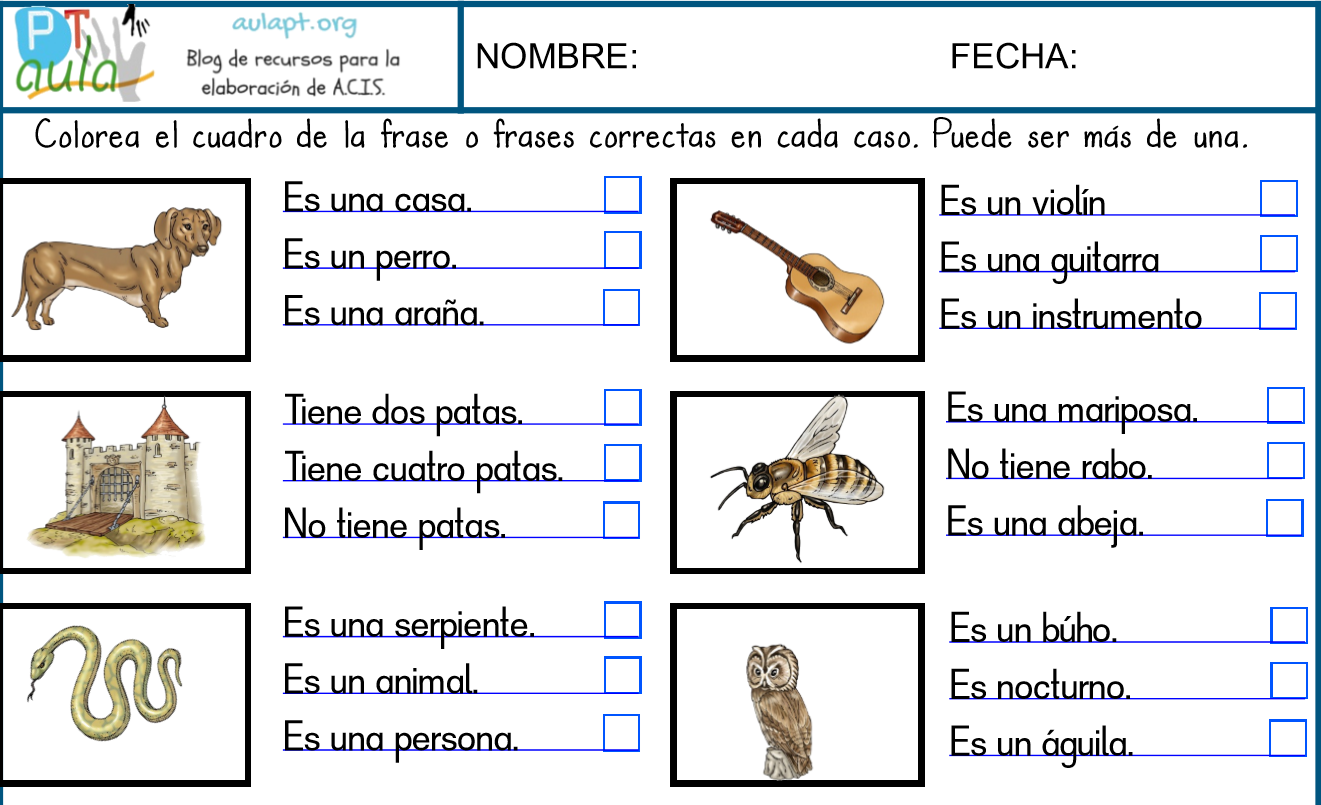 PT
aula
aulapt.org
Blog de recursos para la
elaboración de A.C.I.S.
NOMBRE:
FECHA:
Colorea el cuadro de la frase o frases correctas en cada caso. Puede ser más de una.
Es una casa.
Es un perro.
Es una araña.
Es un violín
Es una guitarra
Es un instrumento
Tiene dos patas.
Tiene cuatro patas.
No tiene patas.
Es una mariposa.
No tiene rabo.
Es una abeja.
Es una serpiente.
Es un animal.
Es una persona.
Es un búho.
Es nocturno.
Es un águila.